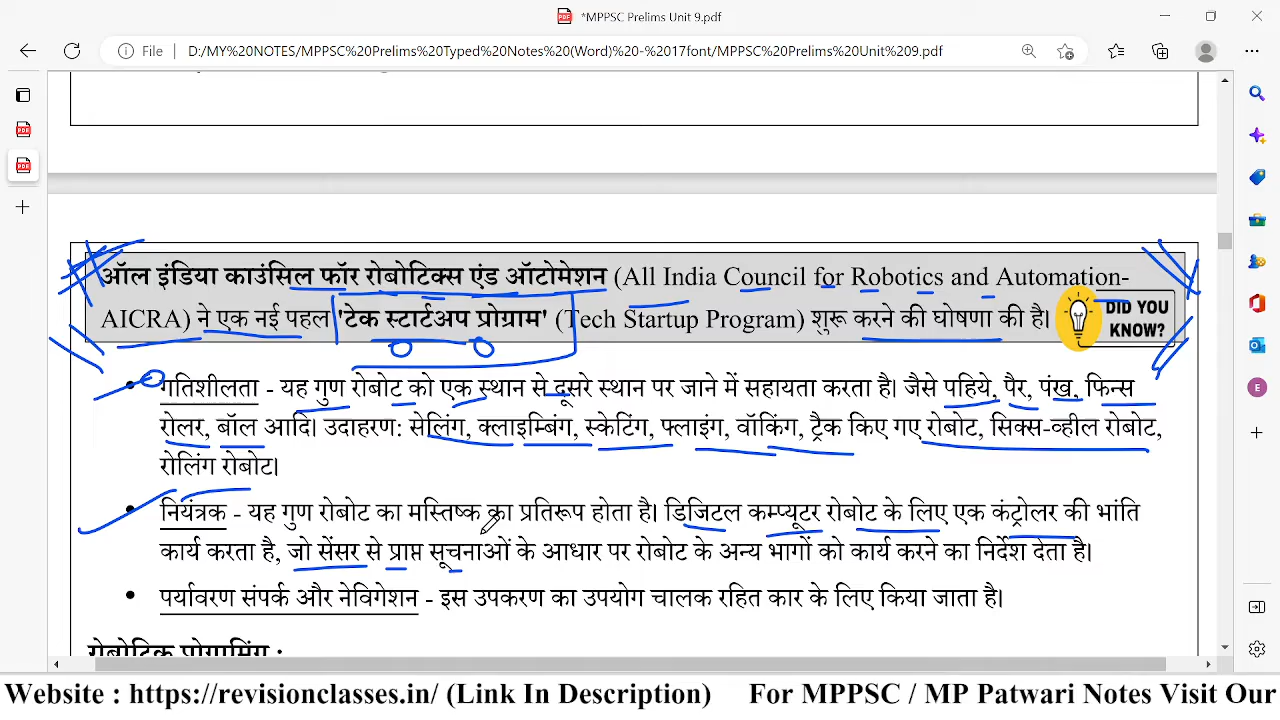 *MPPSC Prelims Unit 9.pdf
File | D:/MY%20NOTES/MPPSC%20Prelims%20Typed%20Notes%20(Word)%20-%2017font/MPPSC%20Prelims%20Unit%209.pdf
ऑल इंडिया काउंसिल फॉर रोबोटिक्स एंड ऑटोमेशन (All India Council for Robotics and Automation-
AICRA) ने एक नई पहल 'टेक स्टार्टअप प्रोग्राम' (Tech Startup Program) शुरू करने की घोषणा की है।
DID YOU
KNOW?
• गतिशीलता - यह गुण रोबोट को एक स्थान से दूसरे स्थान पर जाने में सहायता करता है। जैसे पहिये, पैर, पंख, फिन्स
रोलर, बॉल आदि। उदाहरण: सेलिंग, क्लाइम्बिंग, स्केटिंग, फ्लाइंग, वॉकिंग, ट्रैक किए गए रोबोट, सिक्स-व्हील रोबोट,
रोलिंग रोबोट।
• नियंत्रक - यह गुण रोबोट का मस्तिष्क का प्रतिरूप होता है। डिजिटल कम्प्यूटर रोबोट के लिए एक कंट्रोलर की भांति
कार्य करता है, जो सेंसर से प्राप्त सूचनाओं के आधार पर रोबोट के अन्य भागों को कार्य करने का निर्देश देता है।
• पर्यावरण संपर्क और नेविगेशन - इस उपकरण का उपयोग चालक रहित कार के लिए किया जाता है।
रोबोटिक प्रोग्रामिंग :
Website : https://revisionclasses.in/ (Link In Description) For MPPSC / MP Patwari Notes Visit Our